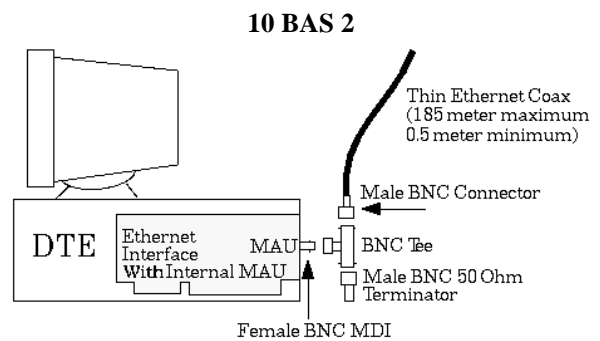 10 BAS 2
Thin Ethernet Coax
(185 meter maximum
0.5 meter minimum)
Male BNC Connector
DTE
Ethernet
Interface
With Internal MAU
MAU
BNC Tee
Male BNC 50 Ohm
Terminator
Female BNC MDI